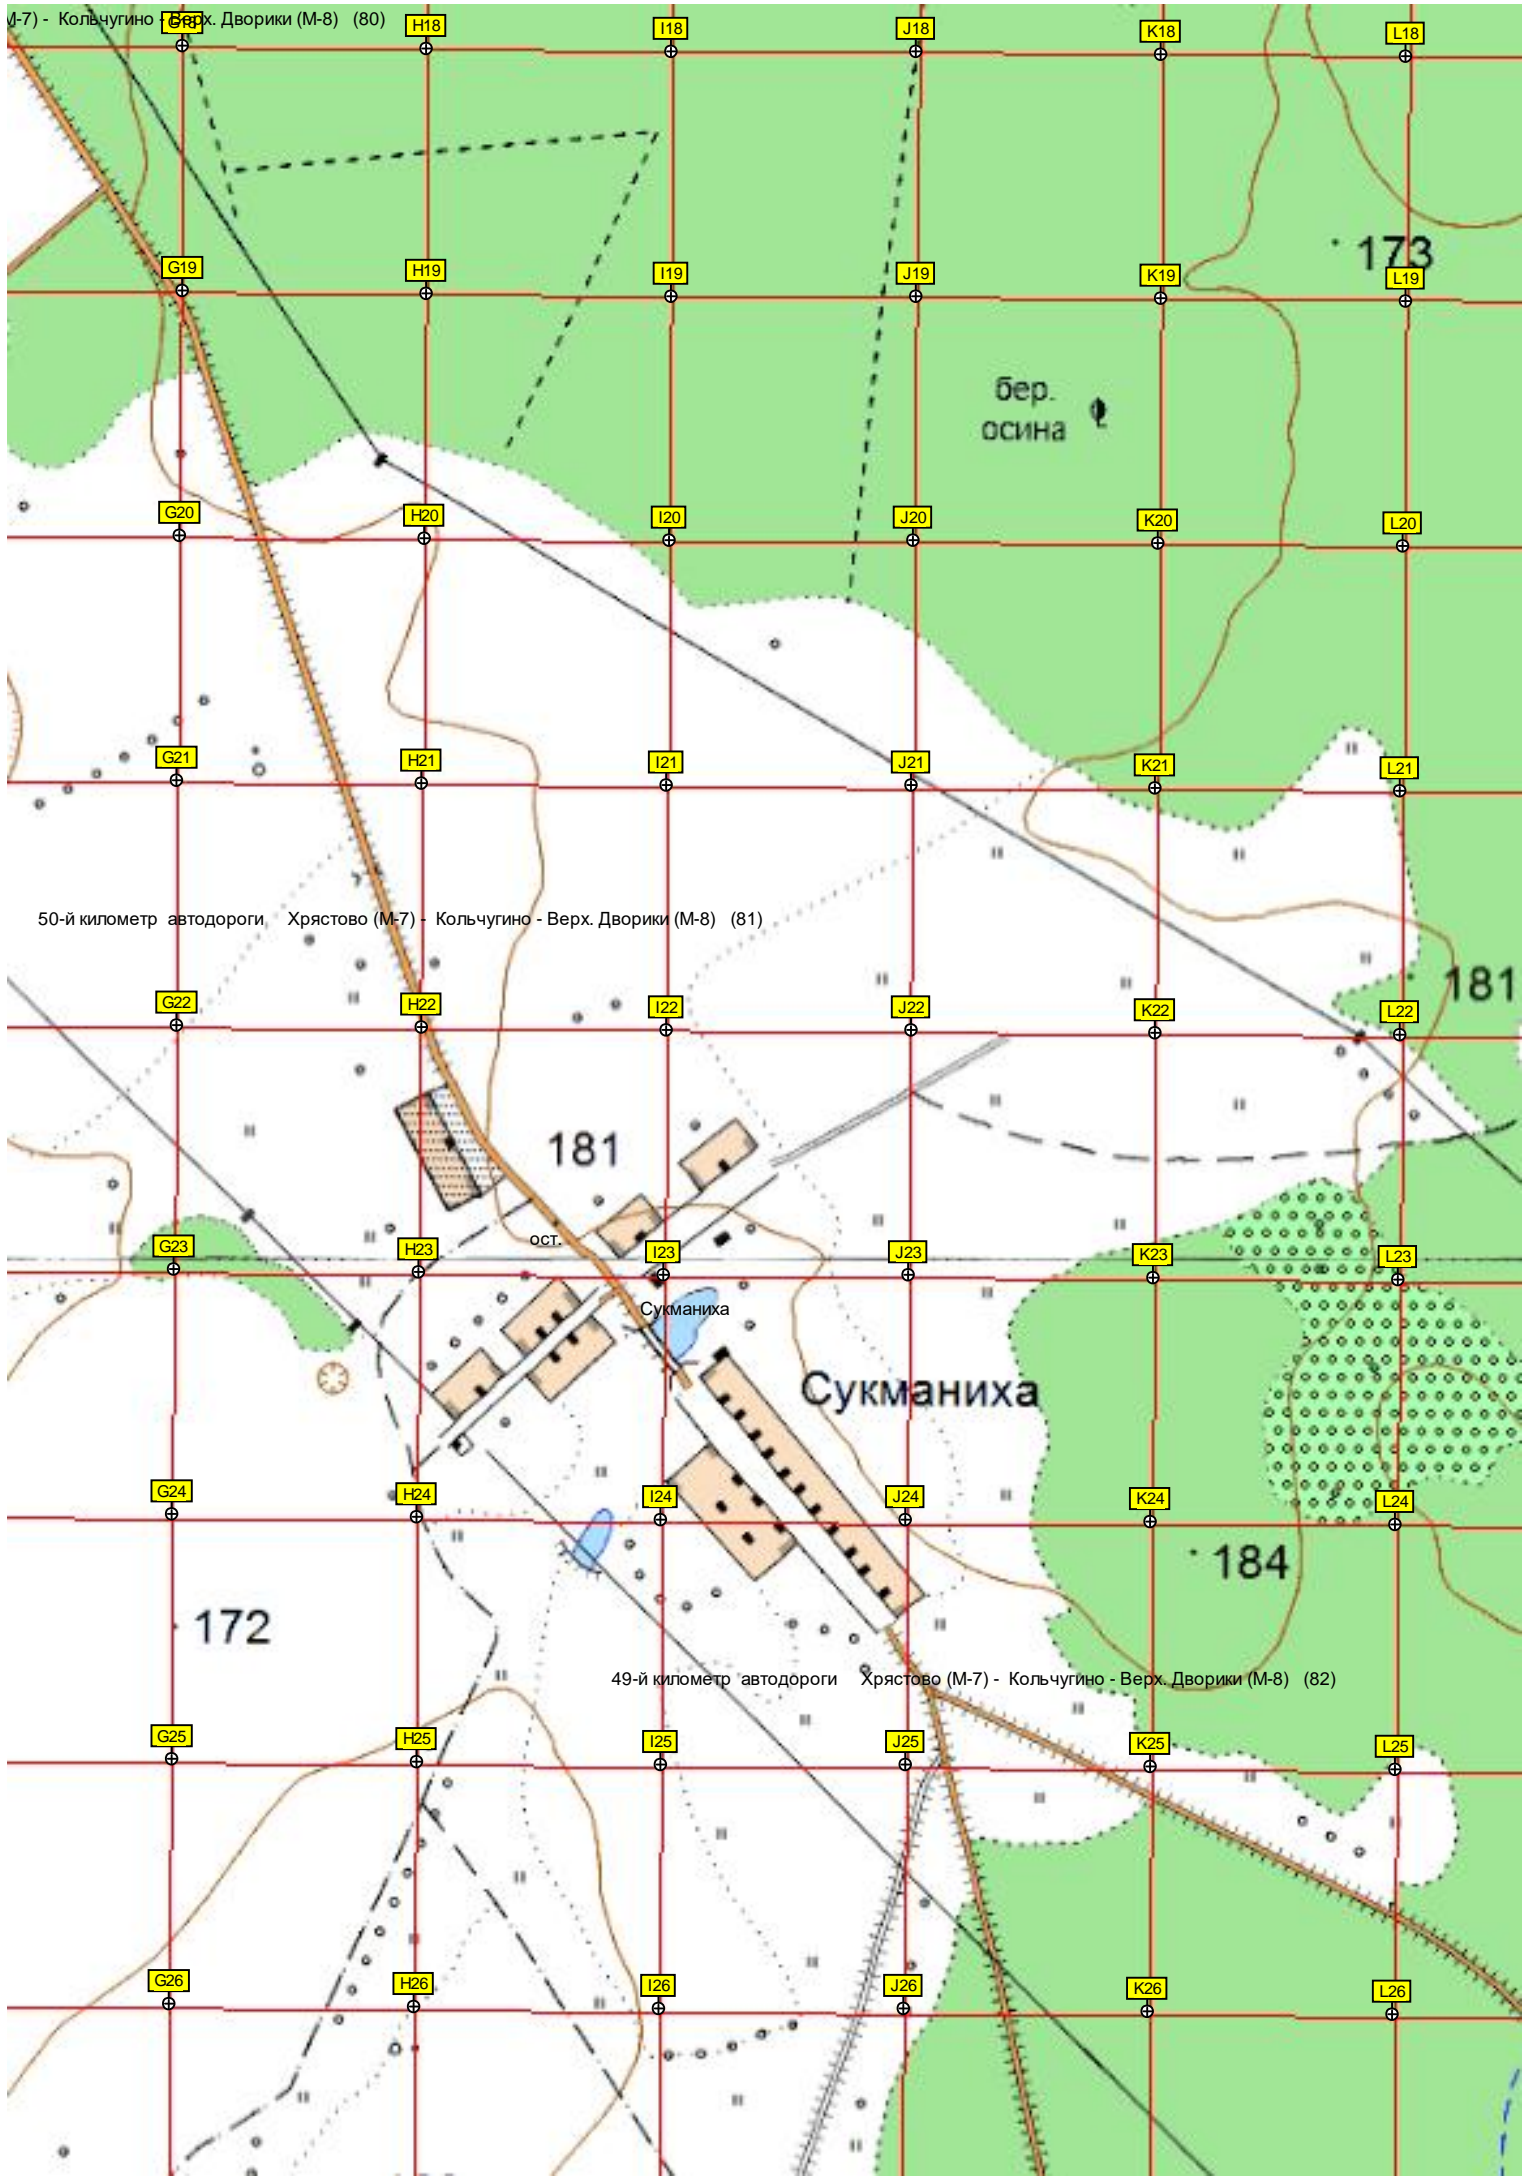 М-7) - Кольчугино - Верх. Дворики (М-8) (80)
G18 H18 I18 J18 K18 L18
173
G19 H19 I19 J19 K19 L19
бер.
осина
G20 H20 I20 J20 K20 L20
G21 H21 I21 J21 K21 L21
50-й километр автодороги Хрястово (М-7) - Кольчугино - Верх. Дворики (М-8) (81)
181
G22 H22 I22 J22 K22 L22
181
ост.
G23 H23 I23 J23 K23 L23
Сукманиха
Сукманиха
G24 H24 I24 J24 K24 L24
184
172
49-й километр автодороги Хрястово (М-7) - Кольчугино - Верх. Дворики (М-8) (82)
G25 H25 I25 J25 K25 L25
G26 H26 I26 J26 K26 L26